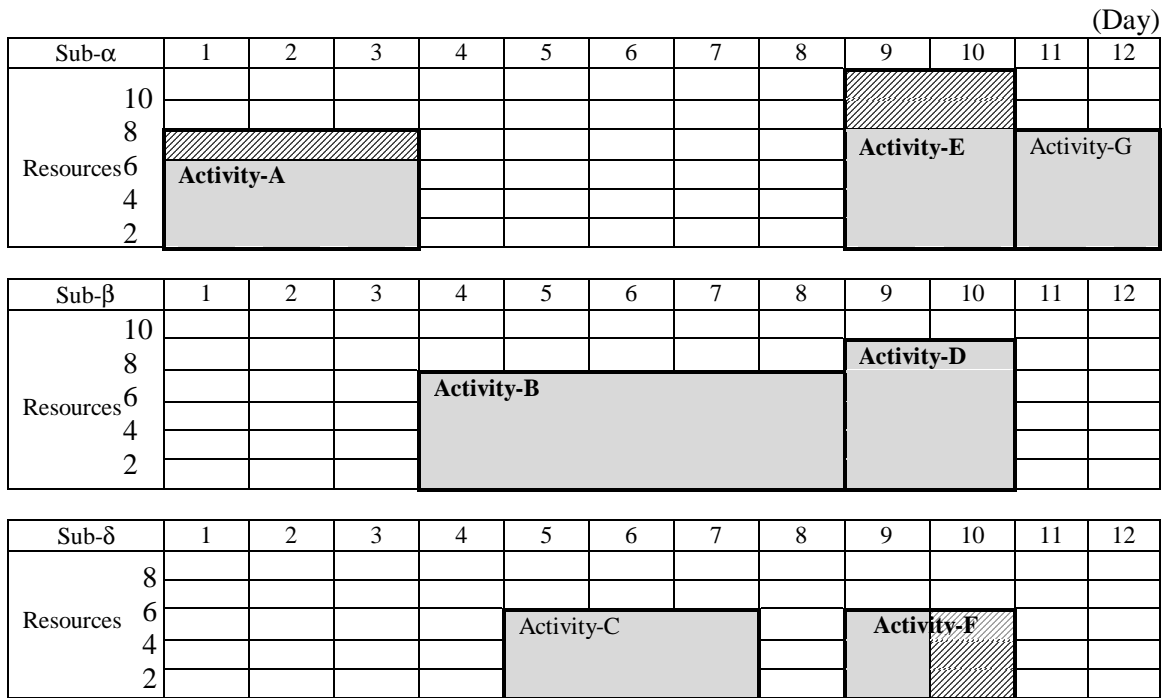 (Day)
Sub-α 1 2 3 4 5 6 7 8 9 10 11 12
10
8
Resources 6
4
2
Activity-A
Activity-E
Activity-G
Sub-β 1 2 3 4 5 6 7 8 9 10 11 12
10
8
Resources 6
4
2
Activity-B
Activity-D
Sub-δ 1 2 3 4 5 6 7 8 9 10 11 12
8
Resources 6
4
2
Activity-C
Activity-F